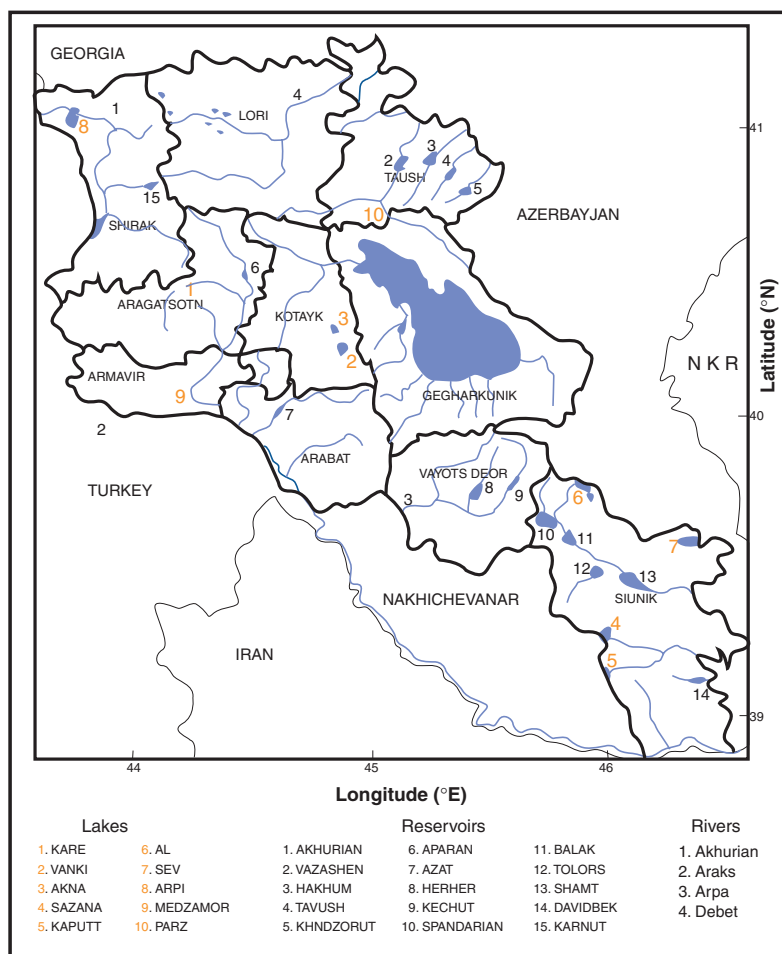 GEORGIA
1
4
LORI
8
41
3
2
4
TAUSH
5
15
10
AZERBAYJAN
SHIRAK
6
1
ARAGATSOTN
KOTAYK
3
Latitude (°N)
2
NKR
ARMAVIR
9
GEGHARKUNIK
40
7
2
ARABAT
VAYOTS DEOR
TURKEY
8
9
6
3
10
11
7
12
13
NAKHICHEVANAR
SIUNIK
4
IRAN
5
14
39
44
45
46
Longitude (°E)
Lakes
1. KARE
2. VANKI
3. AKNA
4. SAZANA
5. KAPUTT
6. AL
7. SEV
8. ARPI
9. MEDZAMOR
10. PARZ
Reservoirs
1. AKHURIAN
2. VAZASHEN
3. HAKHUM
4. TAVUSH
5. KHNDZORUT
6. APARAN
7. AZAT
8. HERHER
9. KECHUT
10. SPANDARIAN
11. BALAK
12. TOLORS
13. SHAMT
14. DAVIDBEK
15. KARNUT
Rivers
1. Akhurian
2. Araks
3. Arpa
4. Debet